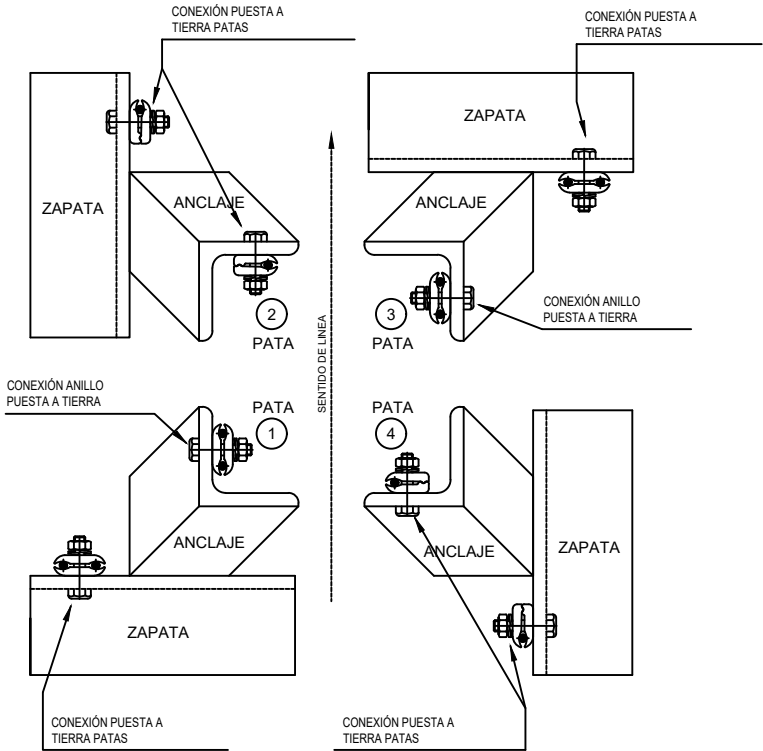 CONEXIÓN PUESTA A
TIERRA PATAS
CONEXIÓN PUESTA A
TIERRA PATAS
ZAPATA
ANCLAJE
2
PATA
ZAPATA
ANCLAJE
3
PATA
CONEXIÓN ANILLO
PUESTA A TIERRA
SENTIDO DE LINEA
CONEXIÓN ANILLO
PUESTA A TIERRA
PATA
1
ANCLAJE
ZAPATA
PATA
4
ANCLAJE
ZAPATA
CONEXIÓN PUESTA A
TIERRA PATAS
CONEXIÓN PUESTA A
TIERRA PATAS